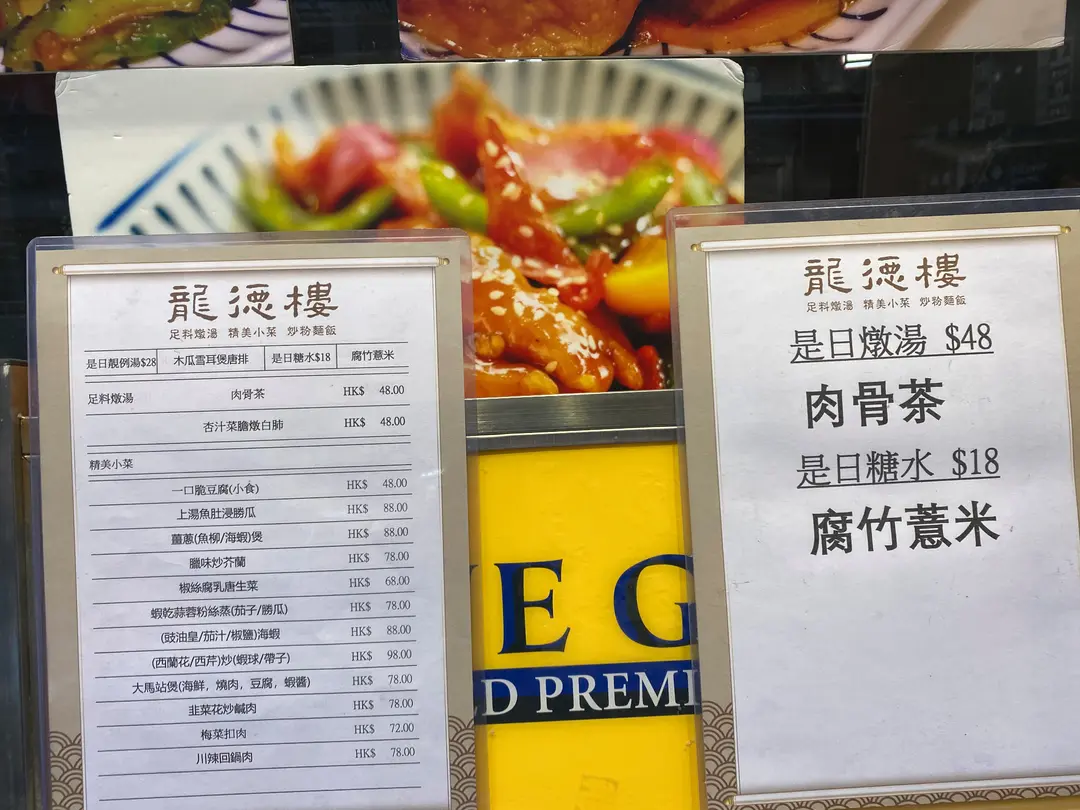 龍德樓
足料燉湯 精美小菜 炒粉麵飯
是日靚例湯$28 木瓜雪耳煲唐排 是日糖水$18 腐竹薏米
足料燉湯 肉骨茶 HK$ 48.00
杏汁菜膽燉白肺 HK$ 48.00
精美小菜
一口脆豆腐(小食) HK$ 48.00
上湯魚肚浸勝瓜 HK$ 88.00
薑蔥(魚柳/海蝦)煲 HK$ 88.00
臘味炒芥蘭 HK$ 78.00
椒絲腐乳唐生菜 HK$ 68.00
蝦乾蒜蓉粉絲蒸(茄子/勝瓜) HK$ 78.00
(豉油皇/茄汁/椒鹽)海蝦 HK$ 88.00
(西蘭花/西芹)炒(蝦球/帶子) HK$ 98.00
大馬站煲(海鮮，燒肉，豆腐，蝦醬) HK$ 78.00
韭菜花炒鹹肉 HK$ 78.00
梅菜扣肉 HK$ 72.00
川辣回鍋肉 HK$ 78.00
E G
D PREMI
龍德樓
足料燉湯 精美小菜 炒粉麵飯
是日燉湯 $48
肉骨茶
是日糖水 $18
腐竹薏米